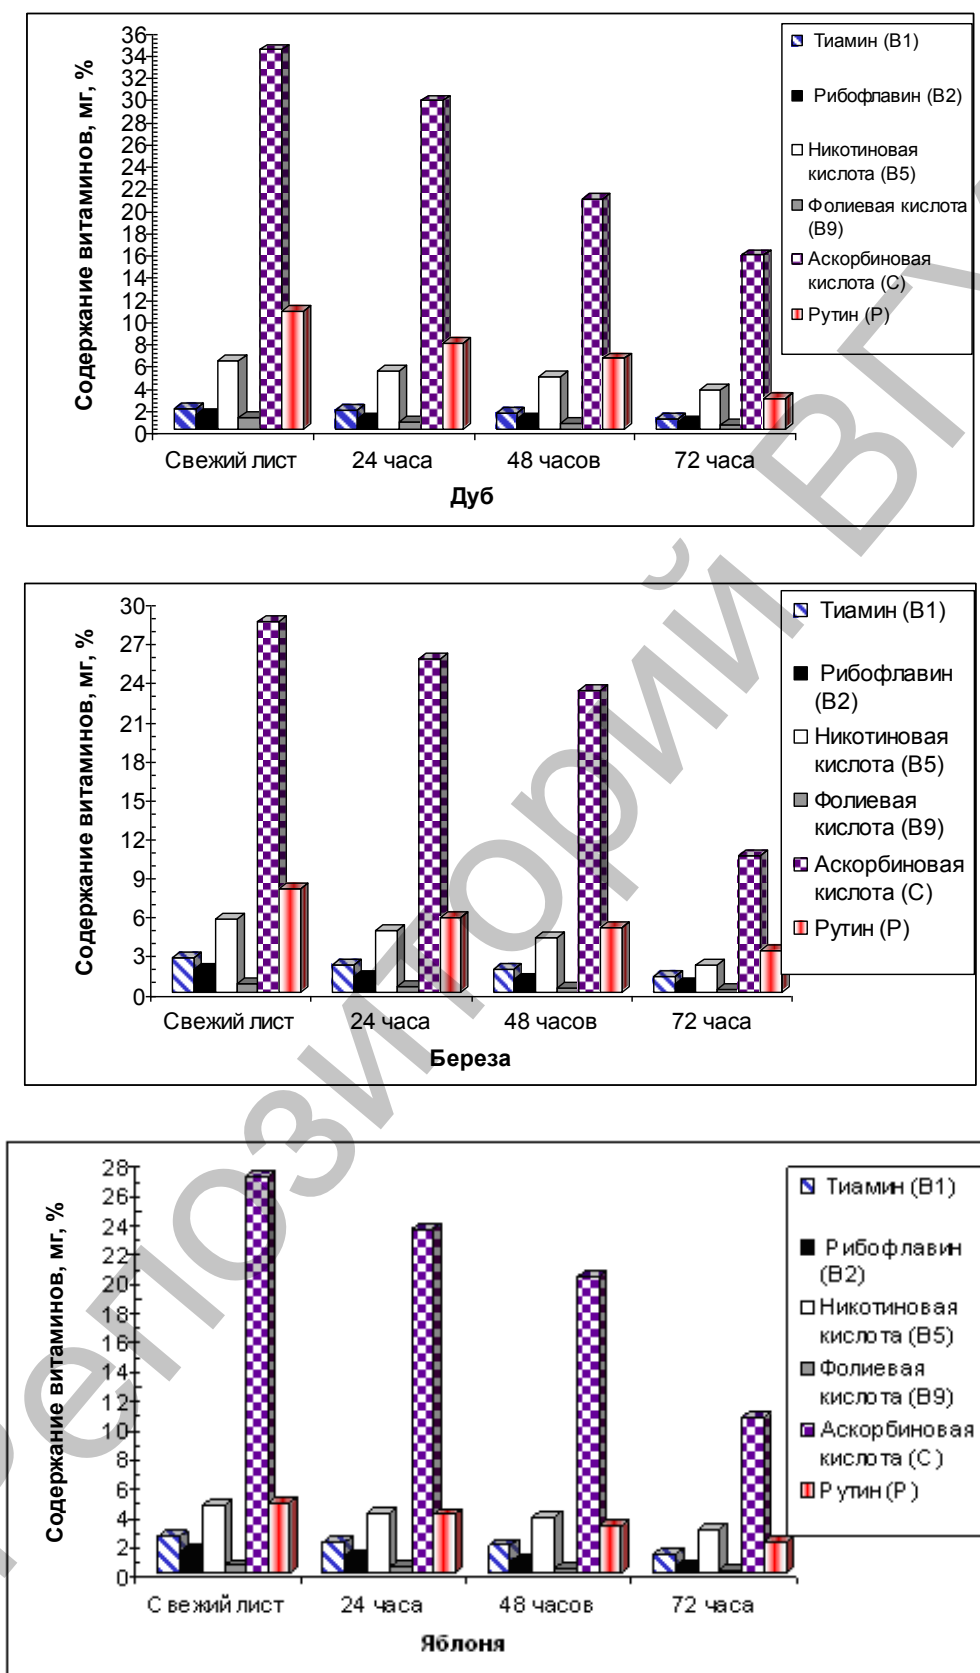 Содержание витаминов, мг, %
36
34
32
30
28
26
24
22
20
18
16
14
12
10
8
6
4
2
0
Свежий лист 24 часа 48 часов 72 часа
Дуб
Тиамин (В1)
Рибофлавин (В2)
Никотиновая
кислота (В5)
Фолиевая кислота
(В9)
Аскорбиновая
кислота (С)
Рутин (Р)
Содержание витаминов, мг, %
30
27
24
21
18
15
12
9
6
3
0
Свежий лист 24 часа 48 часов 72 часа
Береза
Тиамин (В1)
Рибофлавин
(В2)
Никотиновая
кислота (В5)
Фолиевая
кислота (В9)
Аскорбиновая
кислота (С)
Рутин (Р)
Содержание витаминов, мг, %
28
26
24
22
20
18
16
14
12
10
8
6
4
2
0
Свежий лист 24 часа 48 часов 72 часа
Яблоня
Тиамин (В1)
Рибофлавин
(В2)
Никотиновая
кислота (В5)
Фолиевая
кислота (В9)
Аскорбиновая
кислота (С)
Рутин (Р)
Репозиторий ВГУ